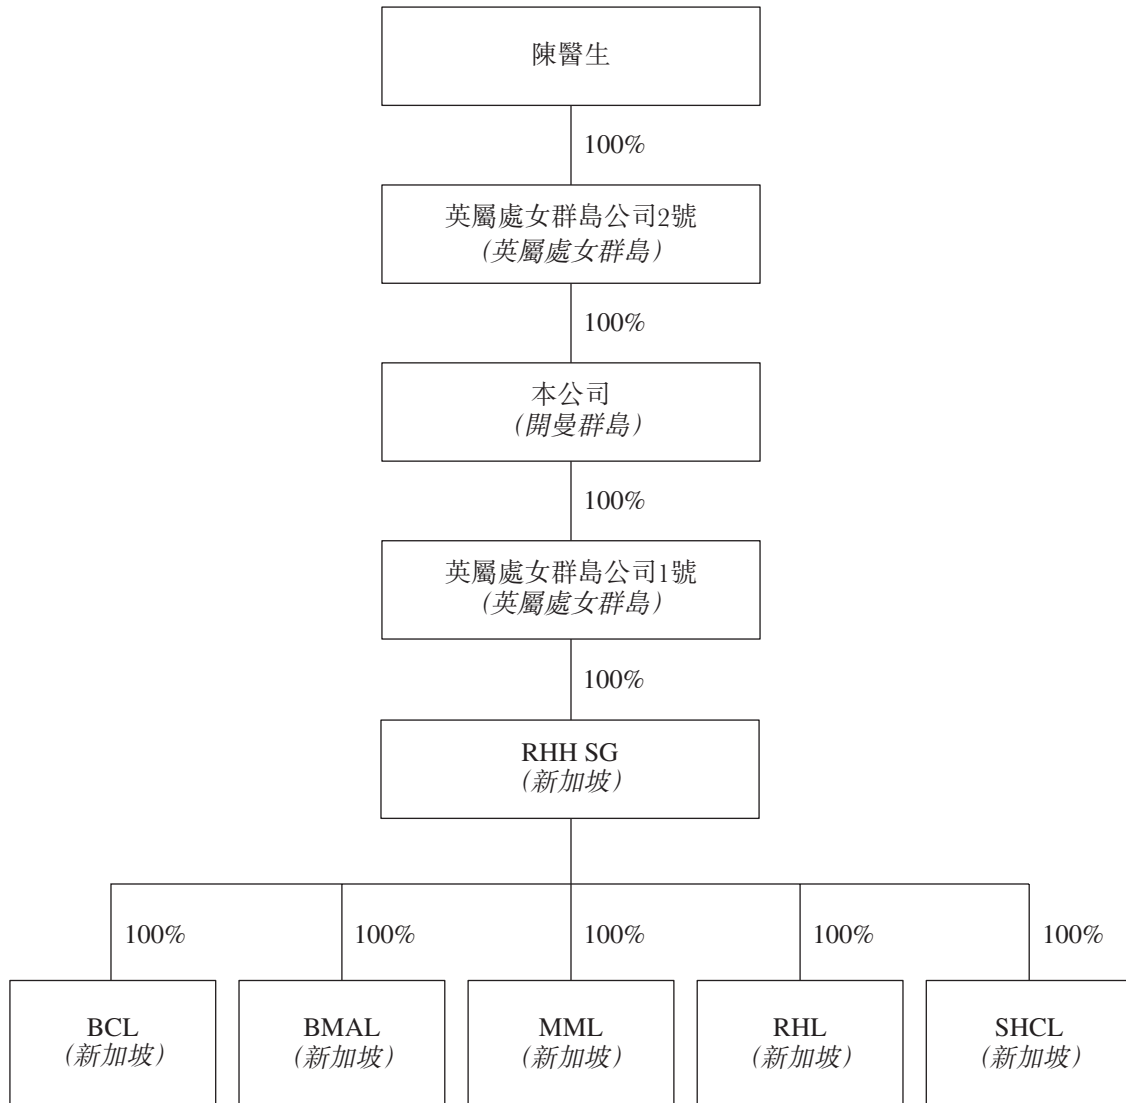 陳醫生
100%
英屬處女群島公司2號
(英屬處女群島)
100%
本公司
(開曼群島)
100%
英屬處女群島公司1號
(英屬處女群島)
100%
RHH SG
(新加坡)
100% 100% 100% 100% 100%
BCL BMAL MML RHL SHCL
(新加坡) (新加坡) (新加坡) (新加坡) (新加坡)